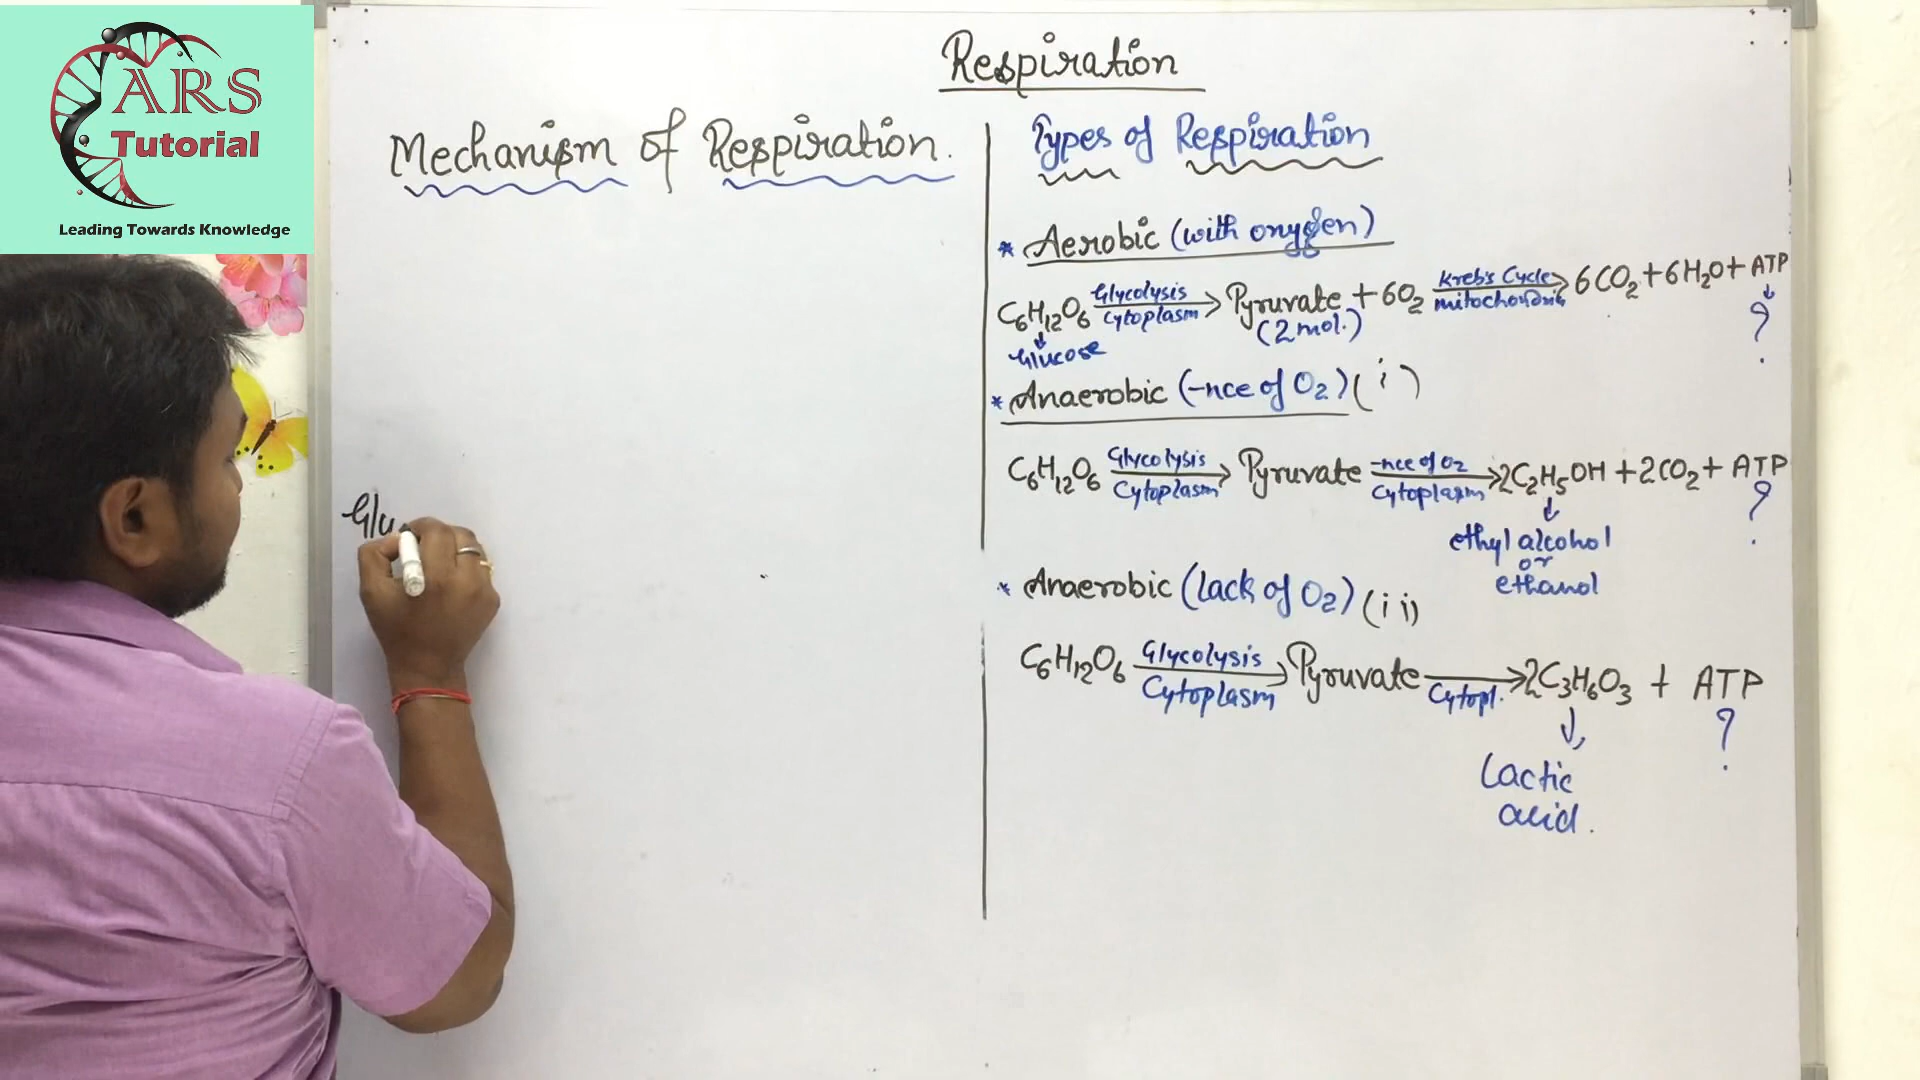 ARS
Tutorial
Leading Towards Knowledge
Respiration
Mechanism of Respiration.
Glu
Types of Respiration
* Aerobic (with oxygen)
C6H12O6 Glycolysis Cytoplasm → Pyruvate + 6O2 Kreb's Cycle mitochondria → 6CO2 + 6H2O + ATP
↓ Glucose
(2 mol.)
↓ ?
* Anaerobic (-nce of O2) (i)
C6H12O6 Glycolysis Cytoplasm → Pyruvate -nce of O2 Cytoplasm → 2C2H5OH + 2CO2 + ATP
↓ ?
ethyl alcohol
or
ethanol
* Anaerobic (lack of O2) (ii)
C6H12O6 Glycolysis Cytoplasm → Pyruvate Cytopl. → 2C3H6O3 + ATP
↓ ?
Lactic
acid.